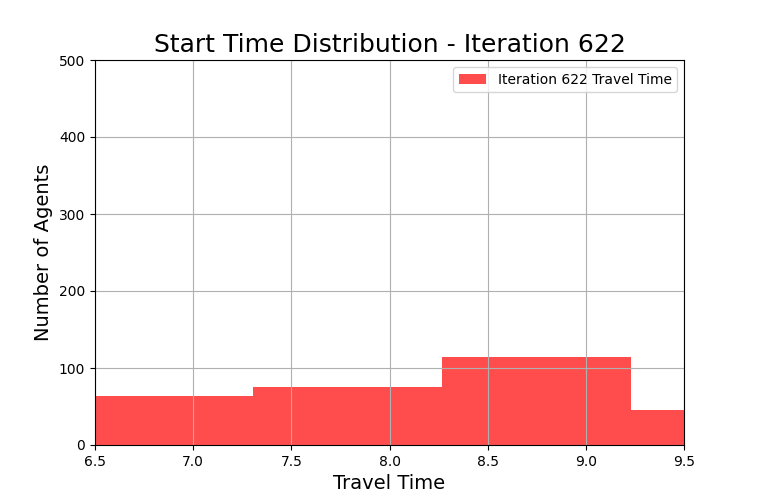 Start Time Distribution - Iteration 622
Iteration 622 Travel Time
Number of Agents
500
400
300
200
100
0
6.5 7.0 7.5 8.0 8.5 9.0 9.5
Travel Time